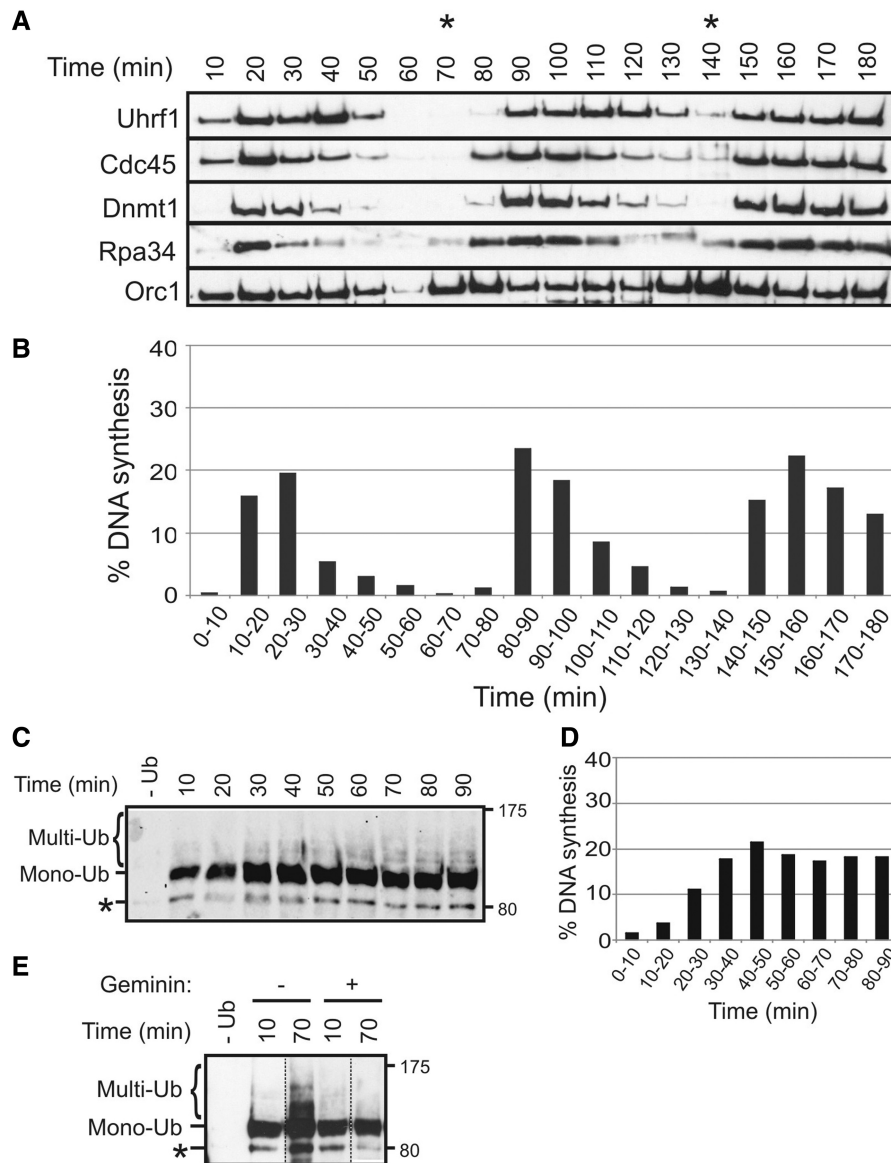 A
* *
Time (min) 10 20 30 40 50 60 70 80 90 100 110 120 130 140 150 160 170 180
Uhrf1
Cdc45
Dnmt1
Rpa34
Orc1
B
% DNA synthesis
40
30
20
10
0
0-10 10-20 20-30 30-40 40-50 50-60 60-70 70-80 80-90 90-100 100-110 110-120 120-130 130-140 140-150 150-160 160-170 170-180
Time (min)
C
Time (min) - Ub 10 20 30 40 50 60 70 80 90
Multi-Ub
Mono-Ub
*
175
80
D
% DNA synthesis
40
30
20
10
0
0-10 10-20 20-30 30-40 40-50 50-60 60-70 70-80 80-90
Time (min)
E
Geminin: - +
Time (min) - Ub 10 70 10 70
Multi-Ub
Mono-Ub
*
175
80